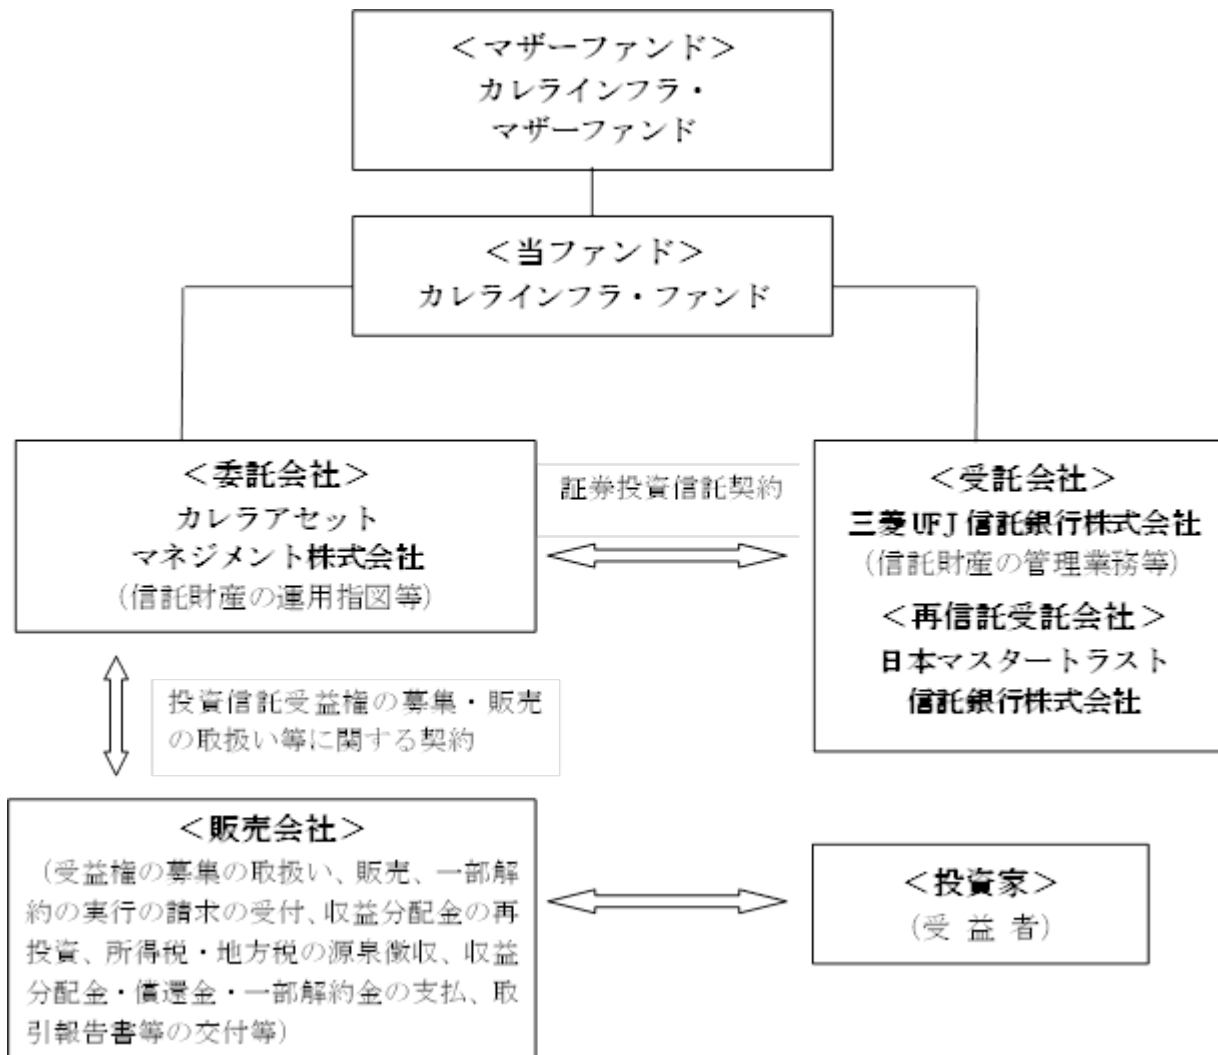 ＜マザーファンド＞
カレラインフラ・
マザーファンド
＜当ファンド＞
カレラインフラ・ファンド
＜委託会社＞
カレラアセット
マネジメント株式会社
（信託財産の運用指図等）
証券投資信託契約
＜受託会社＞
三菱UFJ信託銀行株式会社
（信託財産の管理業務等）
＜再信託受託会社＞
日本マスタートラスト
信託銀行株式会社
投資信託受益権の募集・販売
の取扱い等に関する契約
＜販売会社＞
（受益権の募集の取扱い、販売、一部解
約の実行の請求の受付、収益分配金の再
投資、所得税・地方税の源泉徴収、収益
分配金・償還金・一部解約金の支払、取
引報告書等の交付等）
＜投資家＞
（受 益 者）